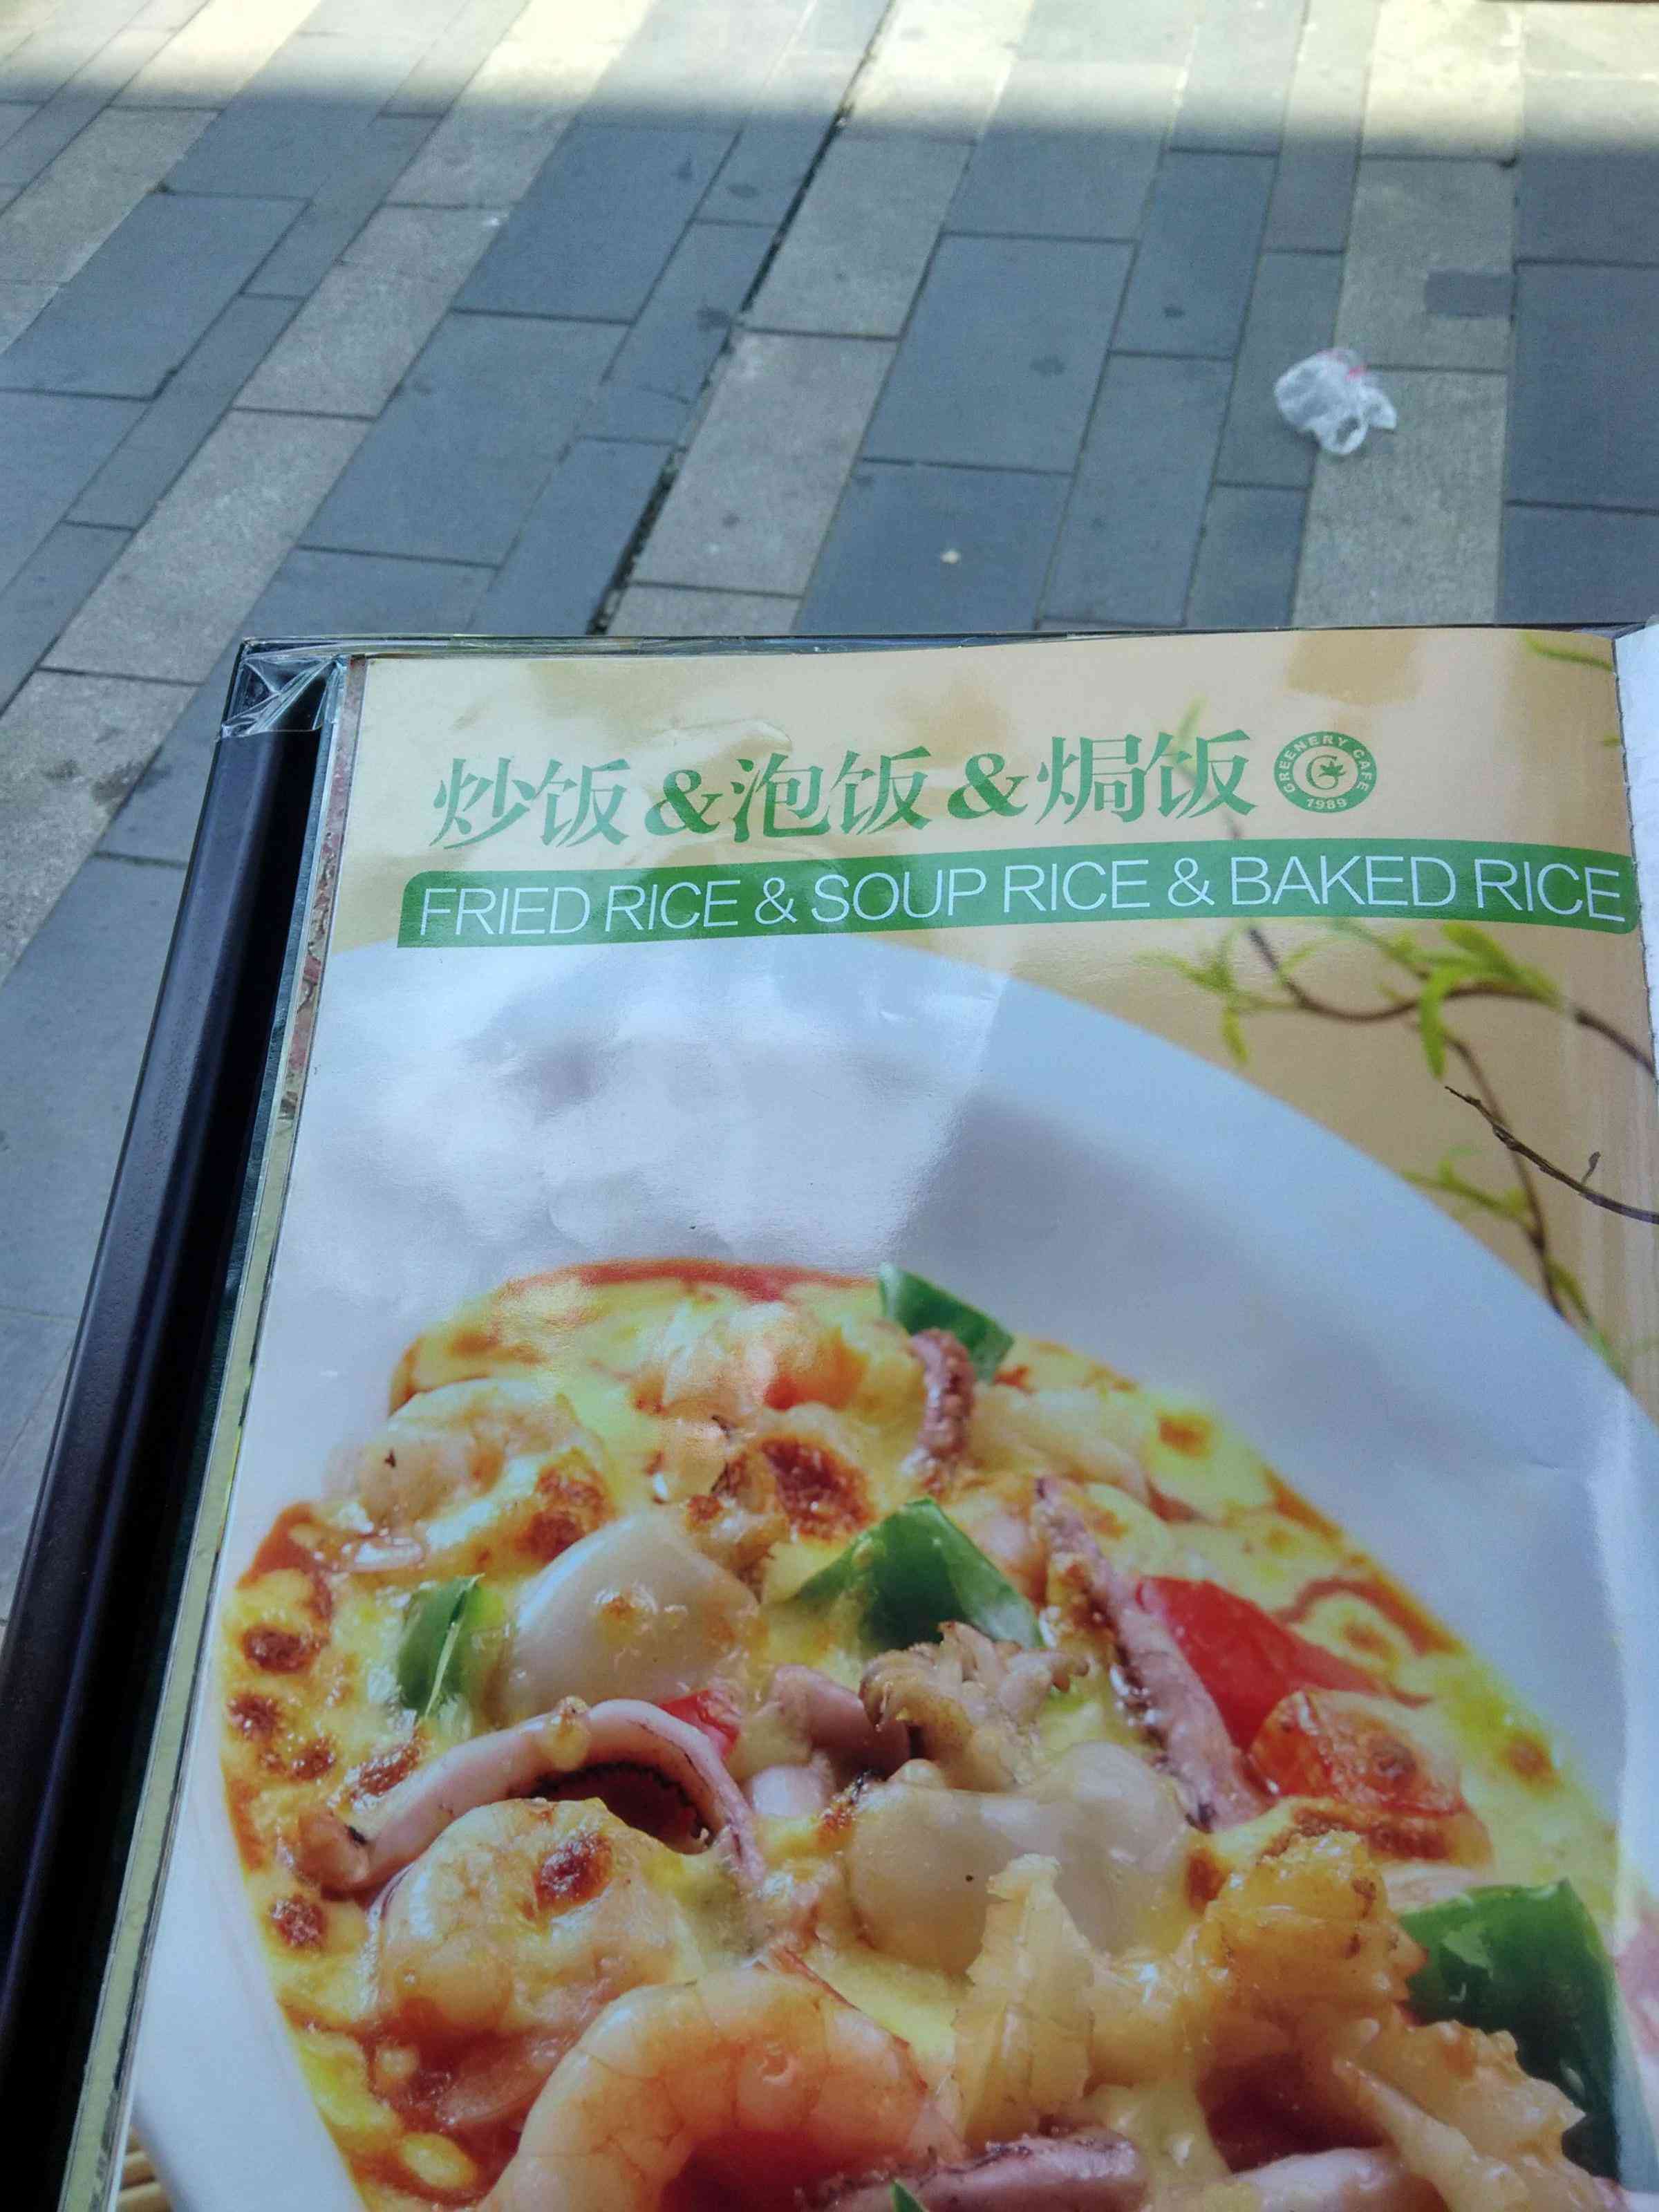 炒饭&泡饭&焗饭
GREENERY CAFE
1989
FRIED RICE & SOUP RICE & BAKED RICE